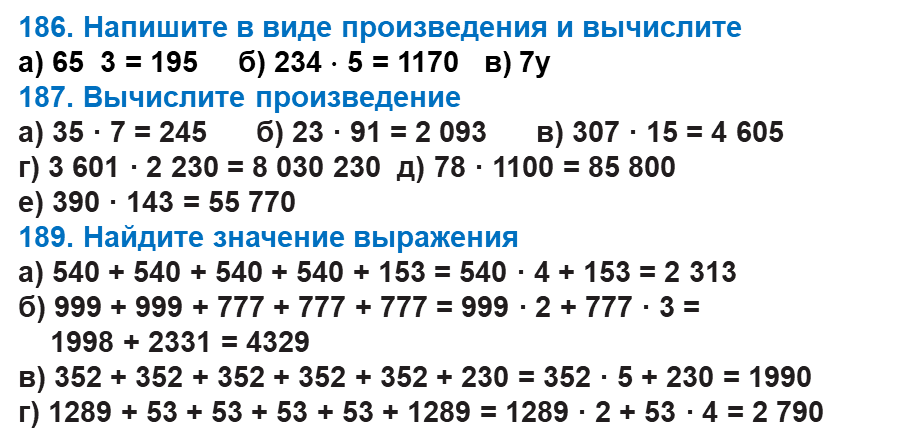 186. Напишите в виде произведения и вычислите
а) 65  3 = 195 б) 234 · 5 = 1170 в) 7у
187. Вычислите произведение
а) 35 · 7 = 245 б) 23 · 91 = 2 093 в) 307 · 15 = 4 605
г) 3 601 · 2 230 = 8 030 230 д) 78 · 1100 = 85 800
е) 390 · 143 = 55 770
189. Найдите значение выражения
а) 540 + 540 + 540 + 540 + 153 = 540 · 4 + 153 = 2 313
б) 999 + 999 + 777 + 777 + 777 = 999 · 2 + 777 · 3 =
1998 + 2331 = 4329
в) 352 + 352 + 352 + 352 + 352 + 230 = 352 · 5 + 230 = 1990
г) 1289 + 53 + 53 + 53 + 53 + 1289 = 1289 · 2 + 53 · 4 = 2 790